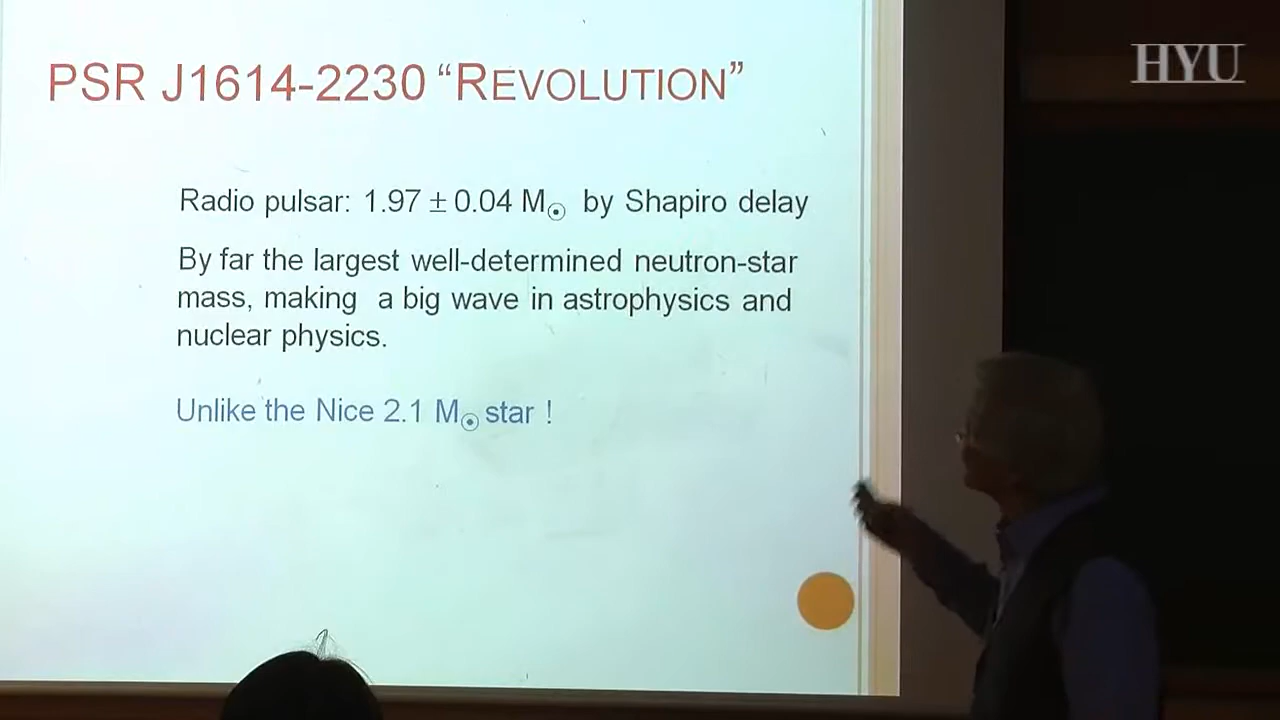 PSR J1614-2230 “REVOLUTION”
HYU
Radio pulsar: 1.97 ± 0.04 M☉ by Shapiro delay
By far the largest well-determined neutron-star
mass, making a big wave in astrophysics and
nuclear physics.
Unlike the Nice 2.1 M☉ star !